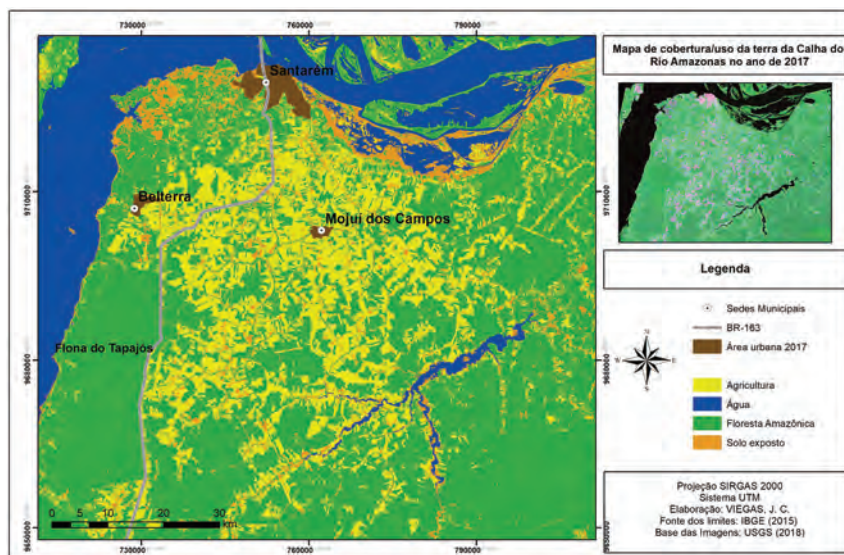 730000
760000
790000
Mapa de cobertura/uso da terra da Calha do
Rio Amazonas no ano de 2017
Santarém
Belterra
Mojuí dos Campos
Flona do Tapajós
9710000
9680000
9650000
9710000
9680000
9650000
0
5
10
20
30
km
730000
760000
790000
Legenda
Sedes Municipais
BR-163
Área urbana 2017
N
E
S
W
Agricultura
Água
Floresta Amazônica
Solo exposto
Projeção SIRGAS 2000
Sistema UTM
Elaboração: VIEGAS, J. C.
Fonte dos limites: IBGE (2015)
Base das Imagens: USGS (2018)